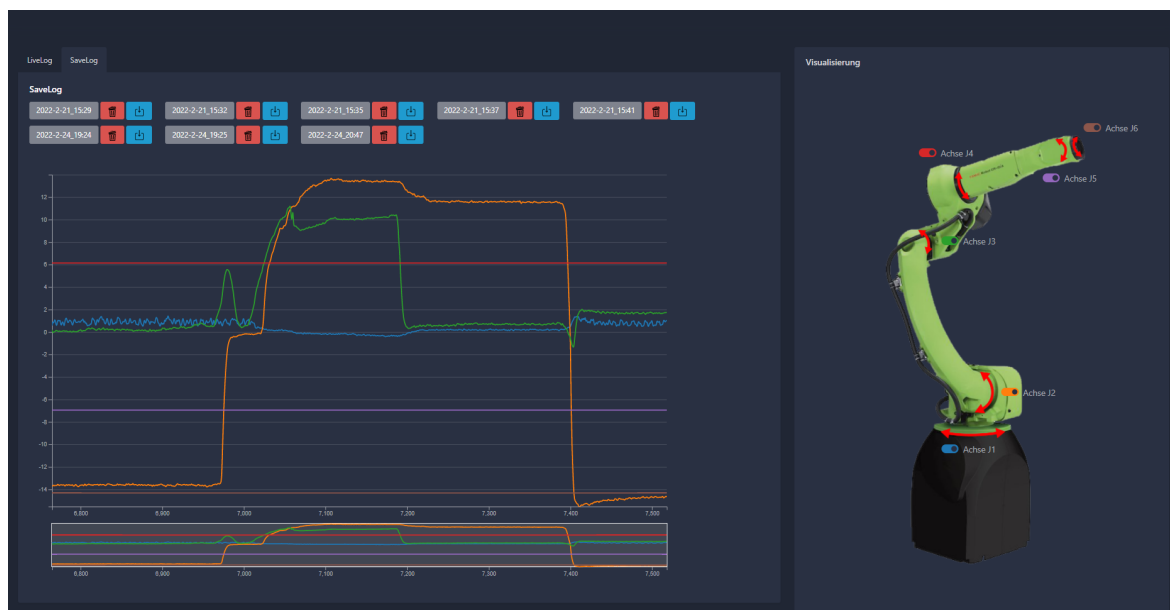 LiveLog SaveLog
SaveLog
2022-2-21_15:29 2022-2-21_15:32 2022-2-21_15:35 2022-2-21_15:37 2022-2-21_15:41
2022-2-24_19:24 2022-2-24_19:25 2022-2-24_20:47
12
10
8
6
4
2
0
-2
-4
-6
-8
-10
-12
-14
6,800 6,900 7,000 7,100 7,200 7,300 7,400 7,500
6,800 6,900 7,000 7,100 7,200 7,300 7,400 7,500
Visualisierung
Achse J6
Achse J4
Achse J5
Achse J3
Achse J2
Achse J1